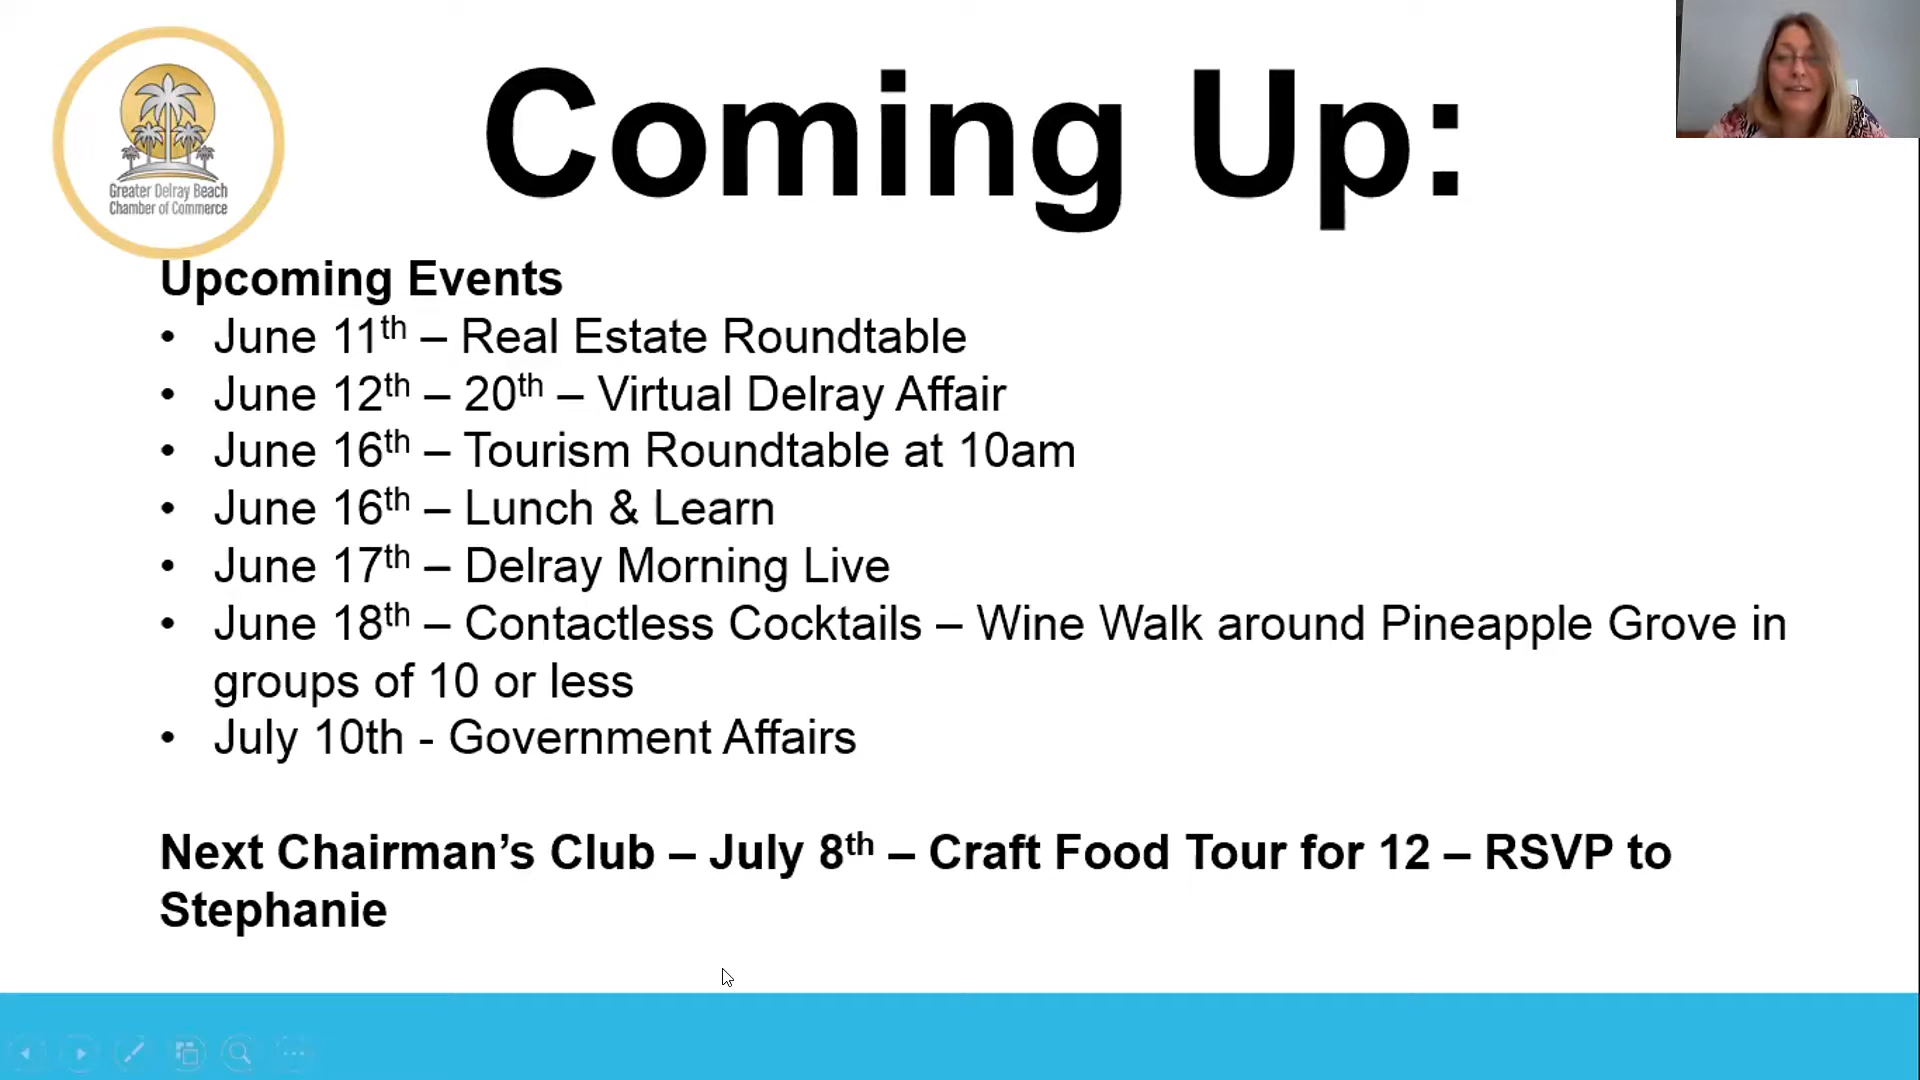 Coming Up:
Greater Delray Beach
Chamber of Commerce
Upcoming Events
• June 11th – Real Estate Roundtable
• June 12th – 20th – Virtual Delray Affair
• June 16th – Tourism Roundtable at 10am
• June 16th – Lunch & Learn
• June 17th – Delray Morning Live
• June 18th – Contactless Cocktails – Wine Walk around Pineapple Grove in
groups of 10 or less
• July 10th - Government Affairs
Next Chairman’s Club – July 8th – Craft Food Tour for 12 – RSVP to
Stephanie